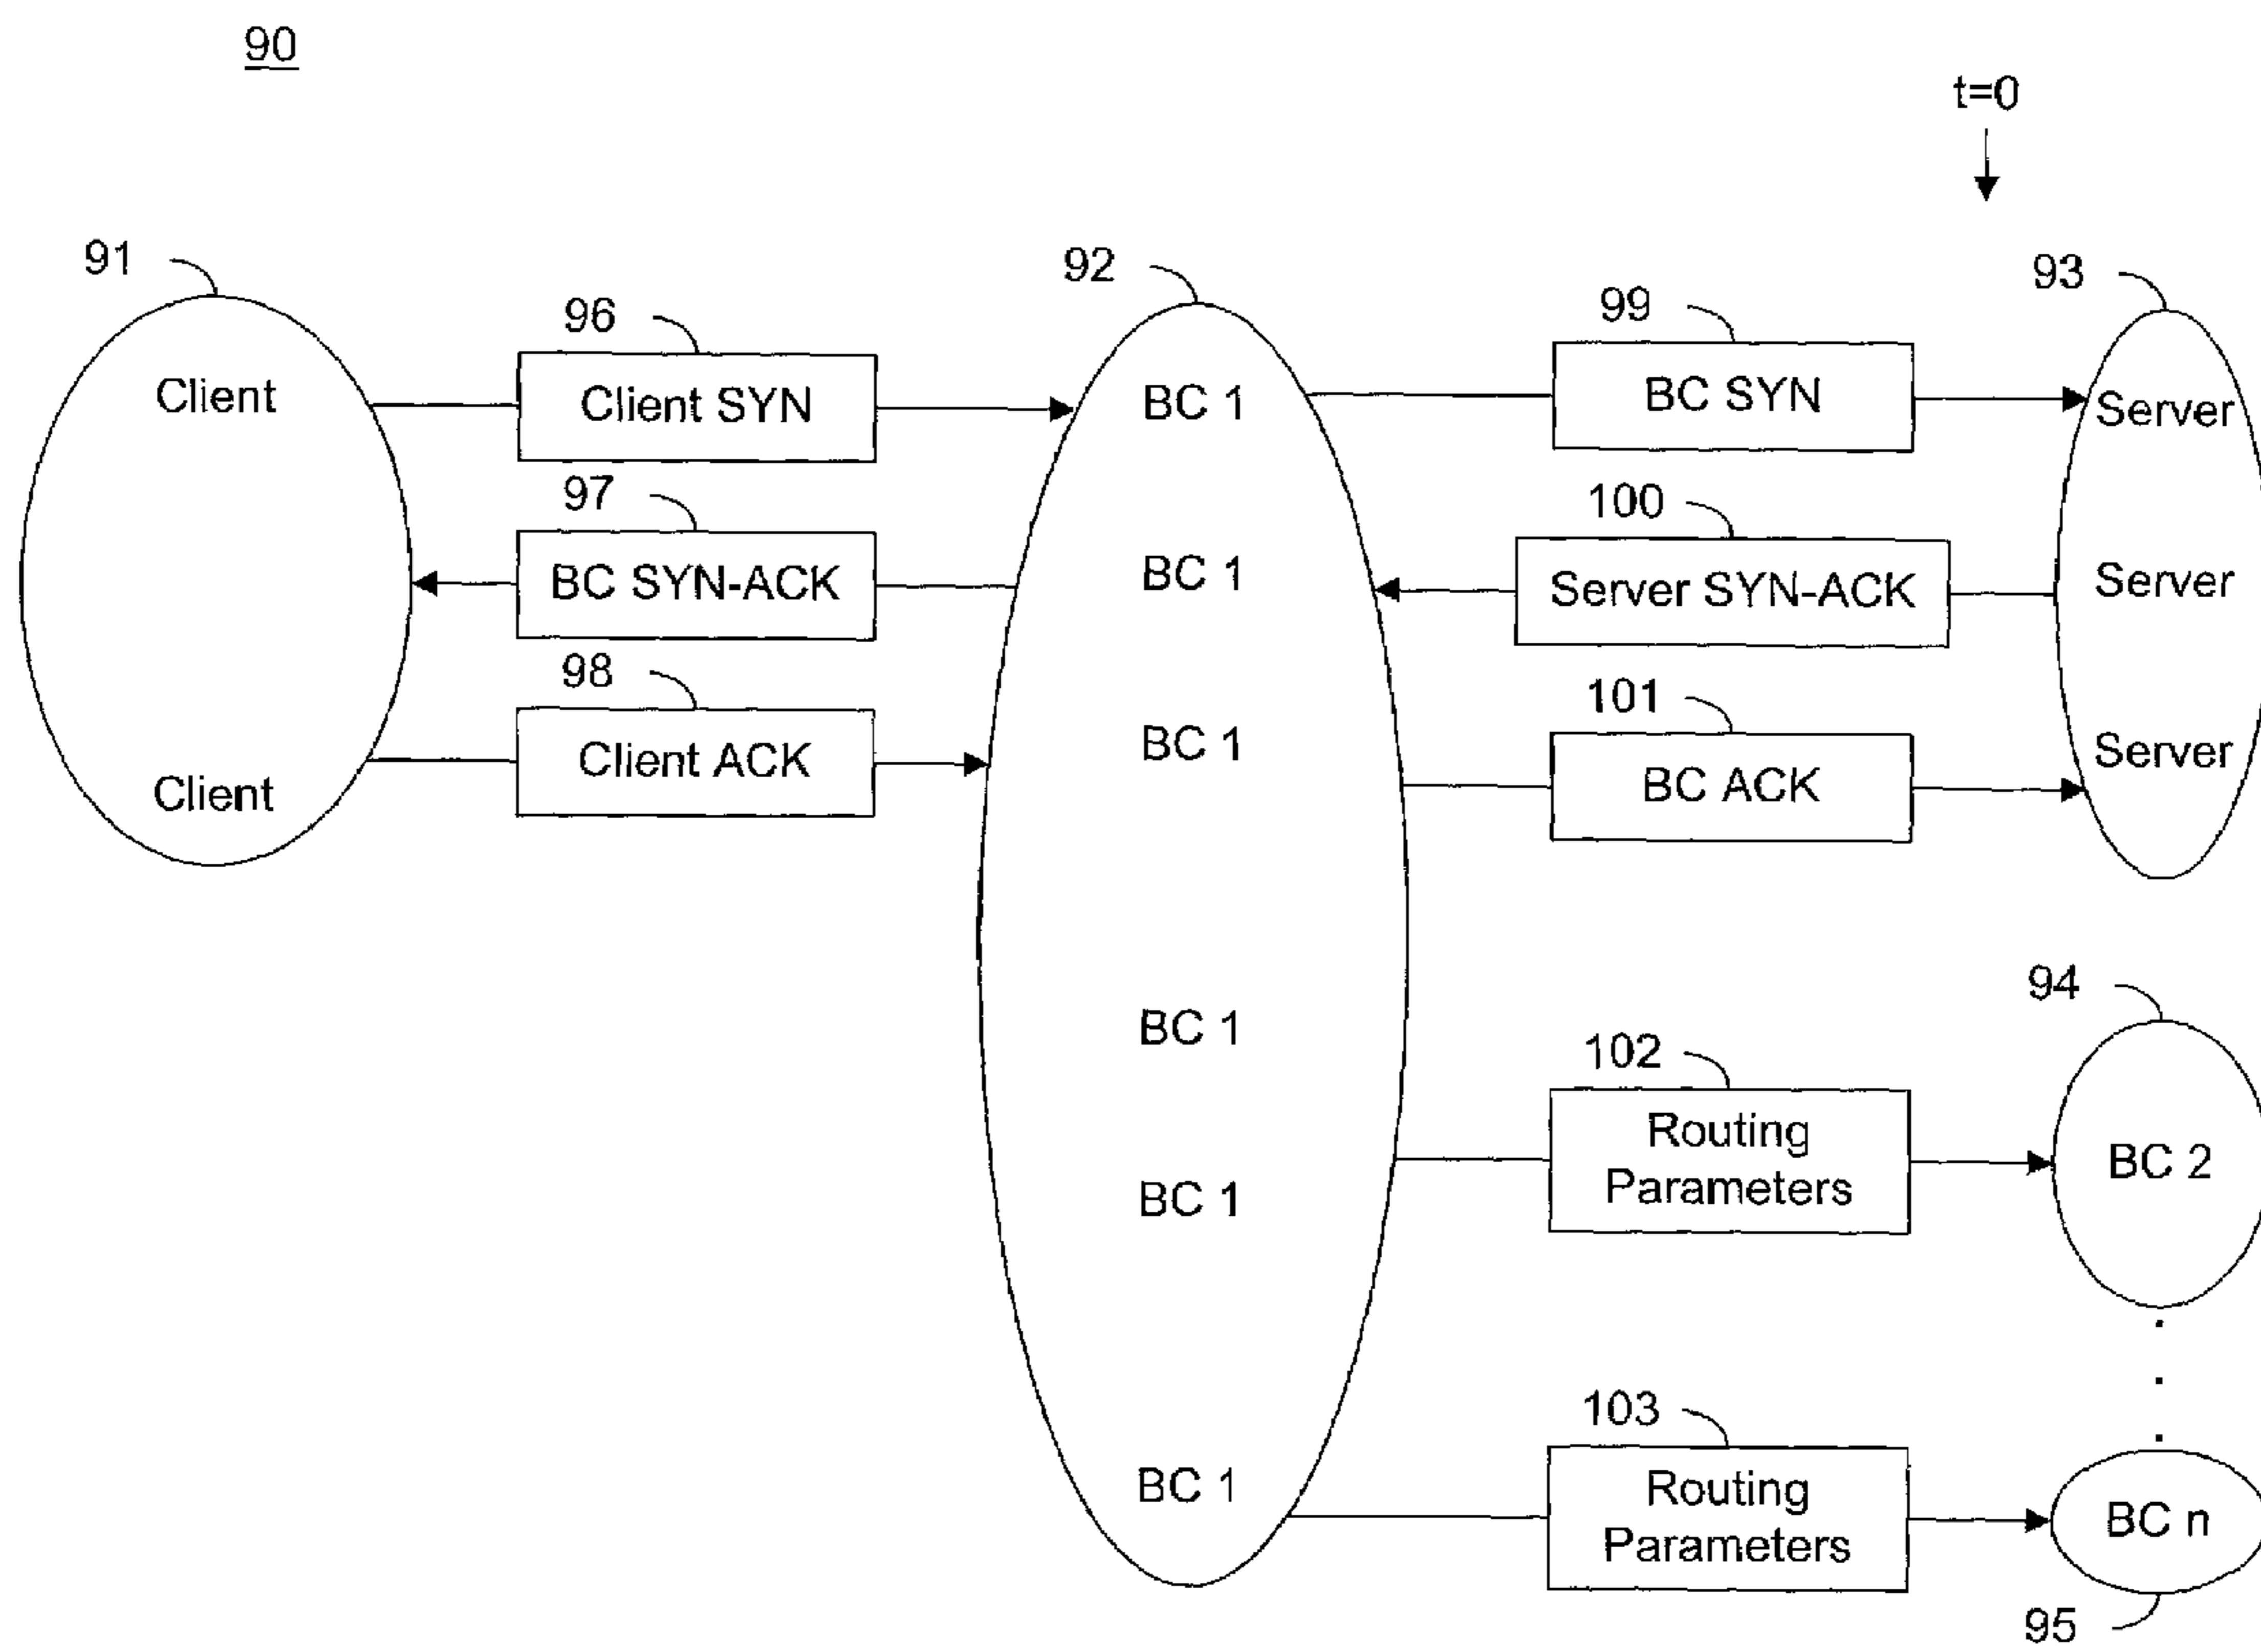 90
t=0
91
92
93
96
99
Client
Client SYN
BC 1
BC SYN
Server
97
100
BC SYN-ACK
BC 1
Server SYN-ACK
Server
98
101
Client
Client ACK
BC 1
BC ACK
Server
94
BC 1
102
Routing
Parameters
BC 2
BC 1
103
Routing
Parameters
BC 1
BC n
95